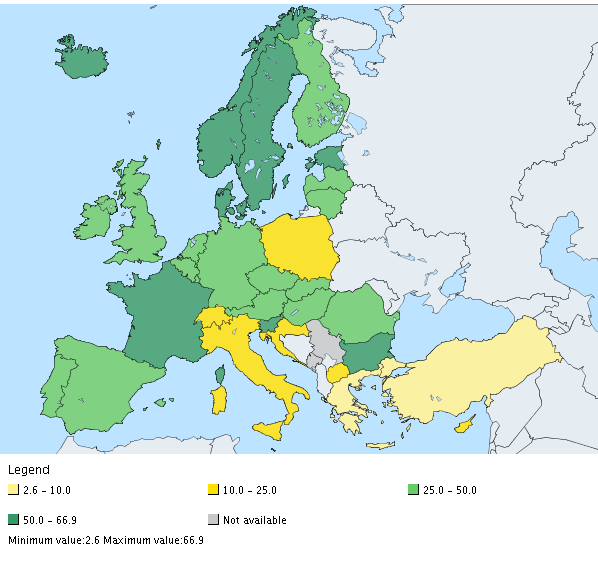 Legend
2.6 – 10.0 10.0 – 25.0 25.0 – 50.0
50.0 – 66.9 Not available
Minimum value:2.6 Maximum value:66.9